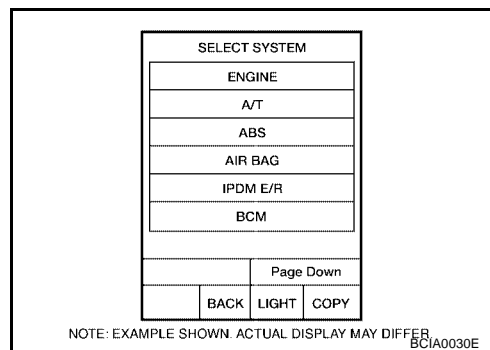 SELECT SYSTEM
ENGINE
A/T
ABS
AIR BAG
IPDM E/R
BCM
Page Down
BACK LIGHT COPY
NOTE: EXAMPLE SHOWN. ACTUAL DISPLAY MAY DIFFER.
BCIA0030E